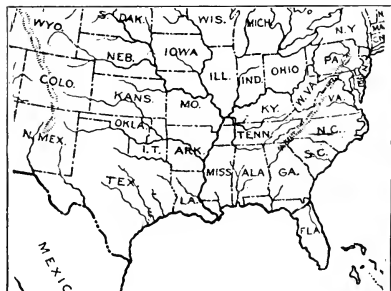 WYO.
S. DAK.
WIS.
MICH.
N.Y.
NEB.
IOWA
ILL.
IND.
OHIO
PA.
COLO.
KANS.
MO.
KY.
W. VA.
VA.
N. MEX.
OKLA.
I.T.
ARK.
TENN.
N.C.
S.C.
TEX.
LA.
MISS
ALA
GA.
FLA.
MEXICO